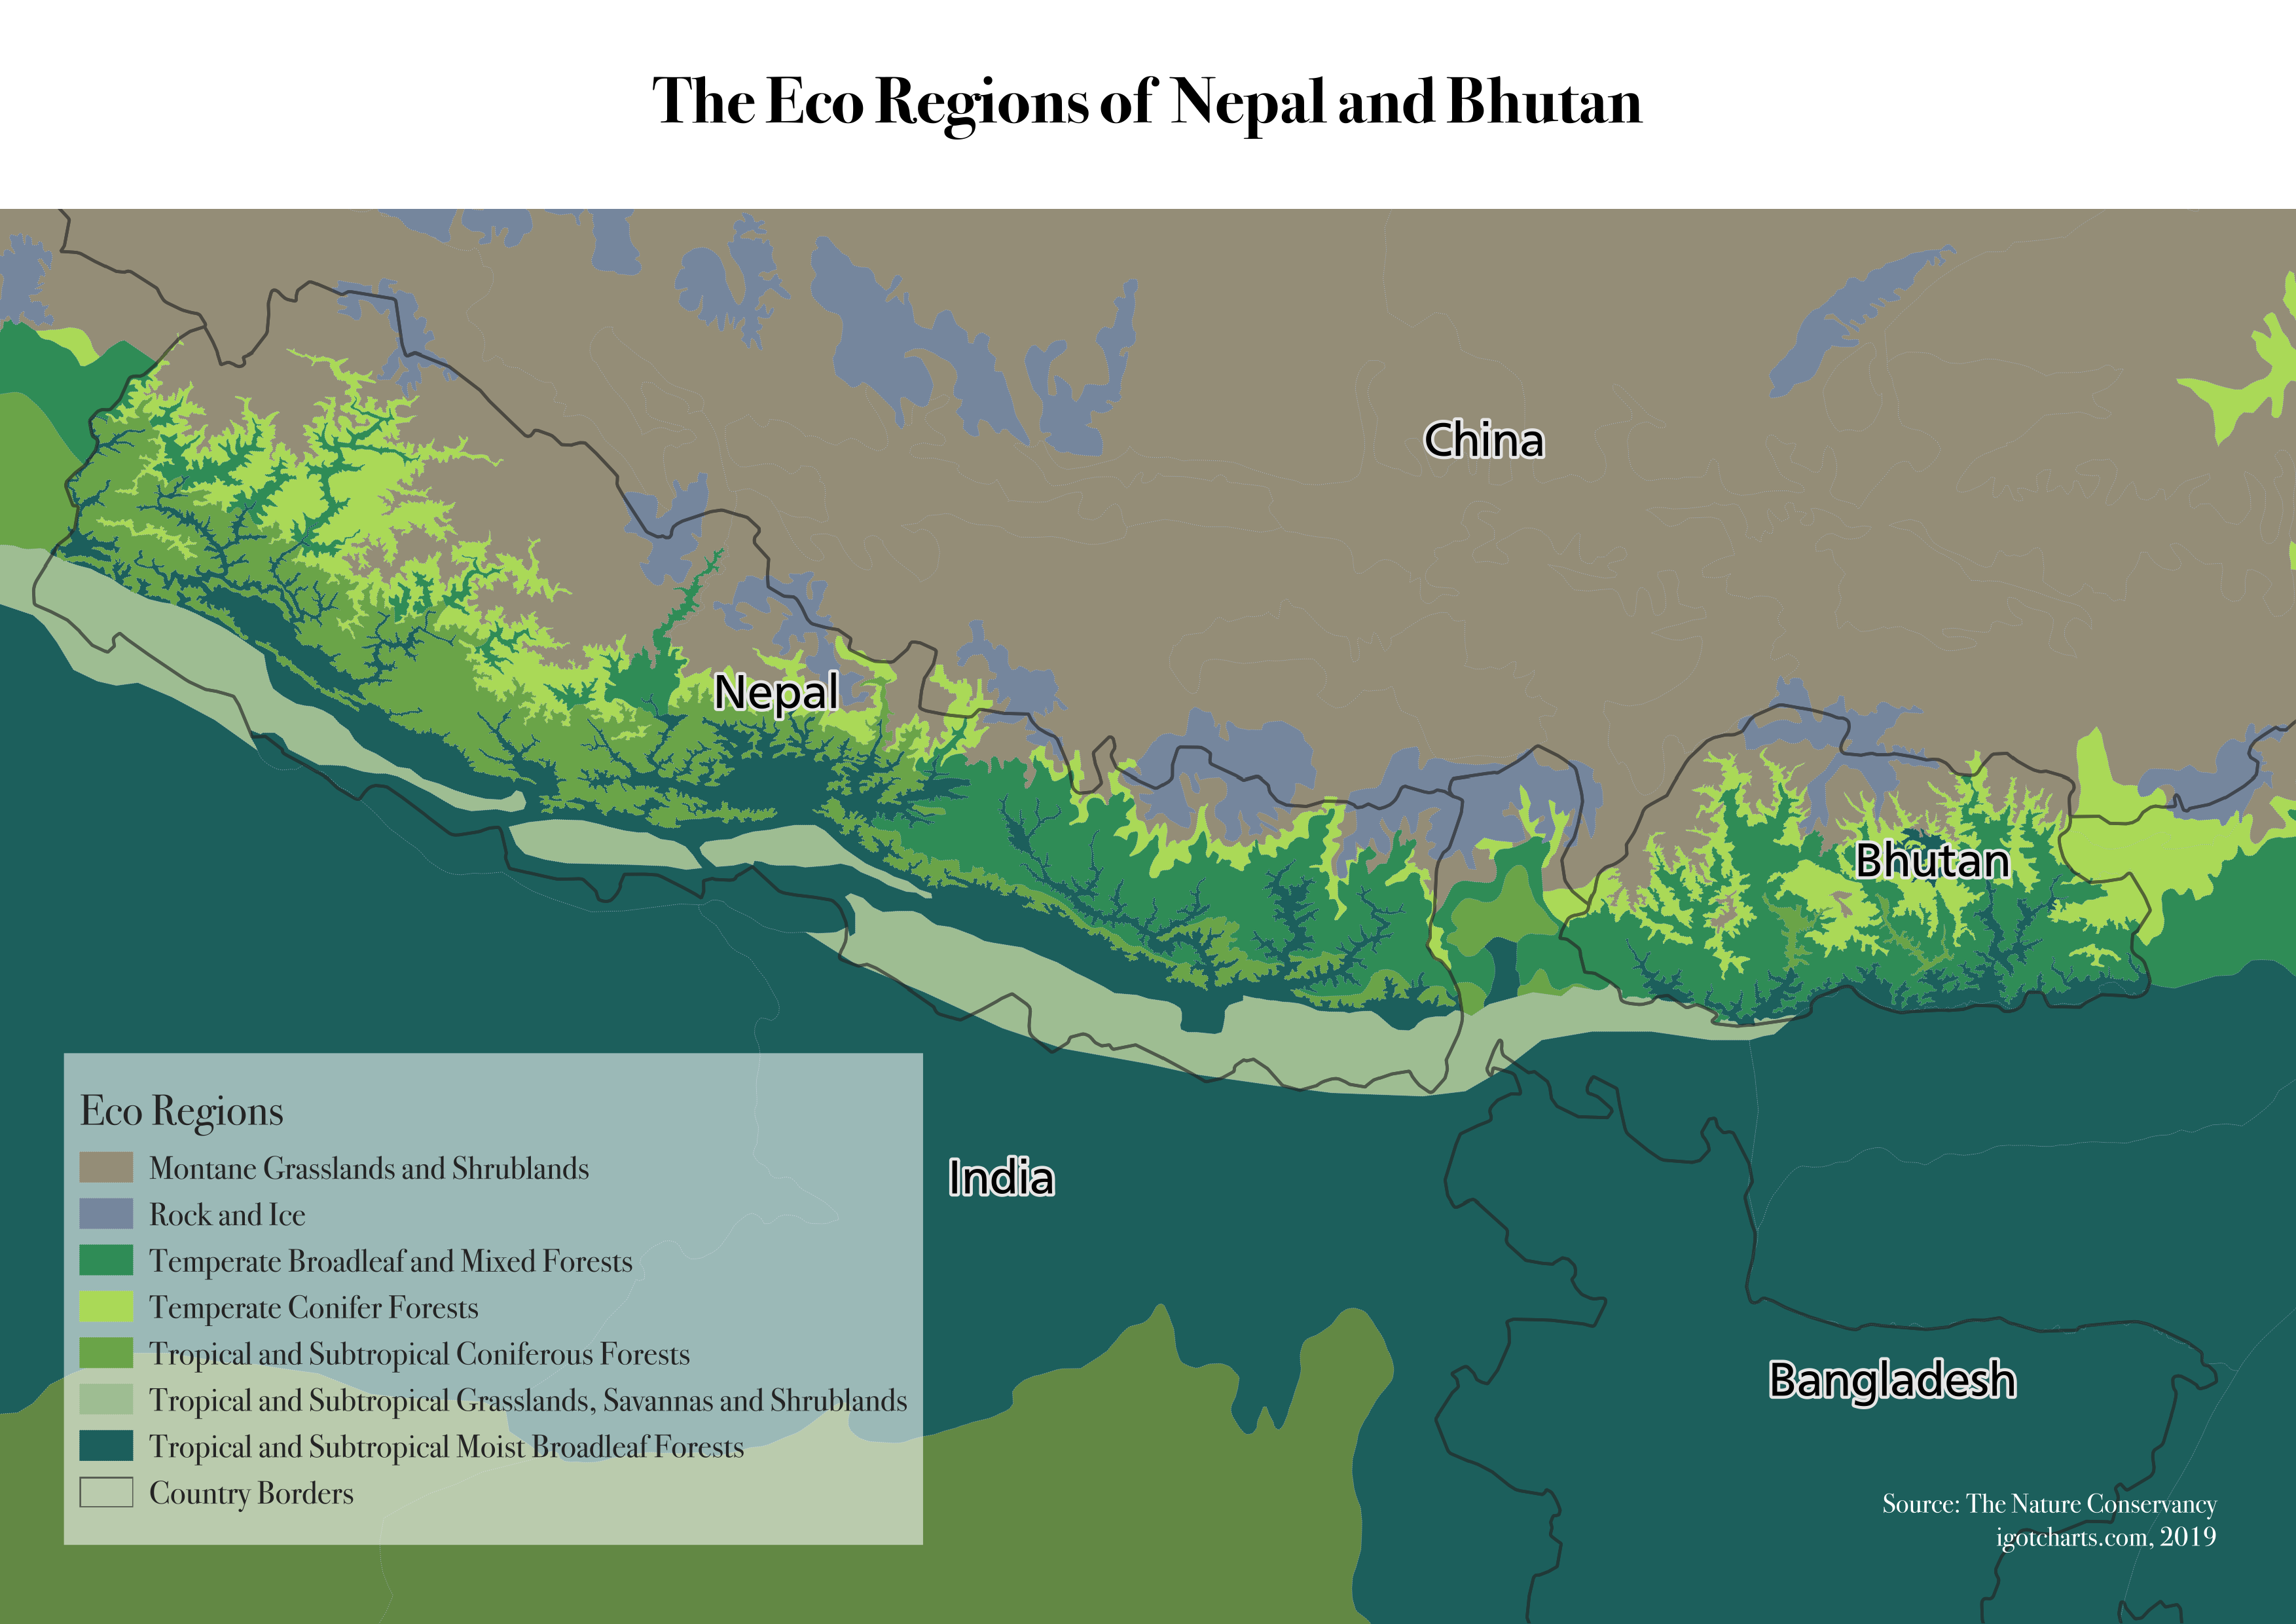 The Eco Regions of Nepal and Bhutan
China
Nepal
Bhutan
India
Bangladesh
Eco Regions
Montane Grasslands and Shrublands
Rock and Ice
Temperate Broadleaf and Mixed Forests
Temperate Conifer Forests
Tropical and Subtropical Coniferous Forests
Tropical and Subtropical Grasslands, Savannas and Shrublands
Tropical and Subtropical Moist Broadleaf Forests
Country Borders
Source: The Nature Conservancy
igotcharts.com, 2019